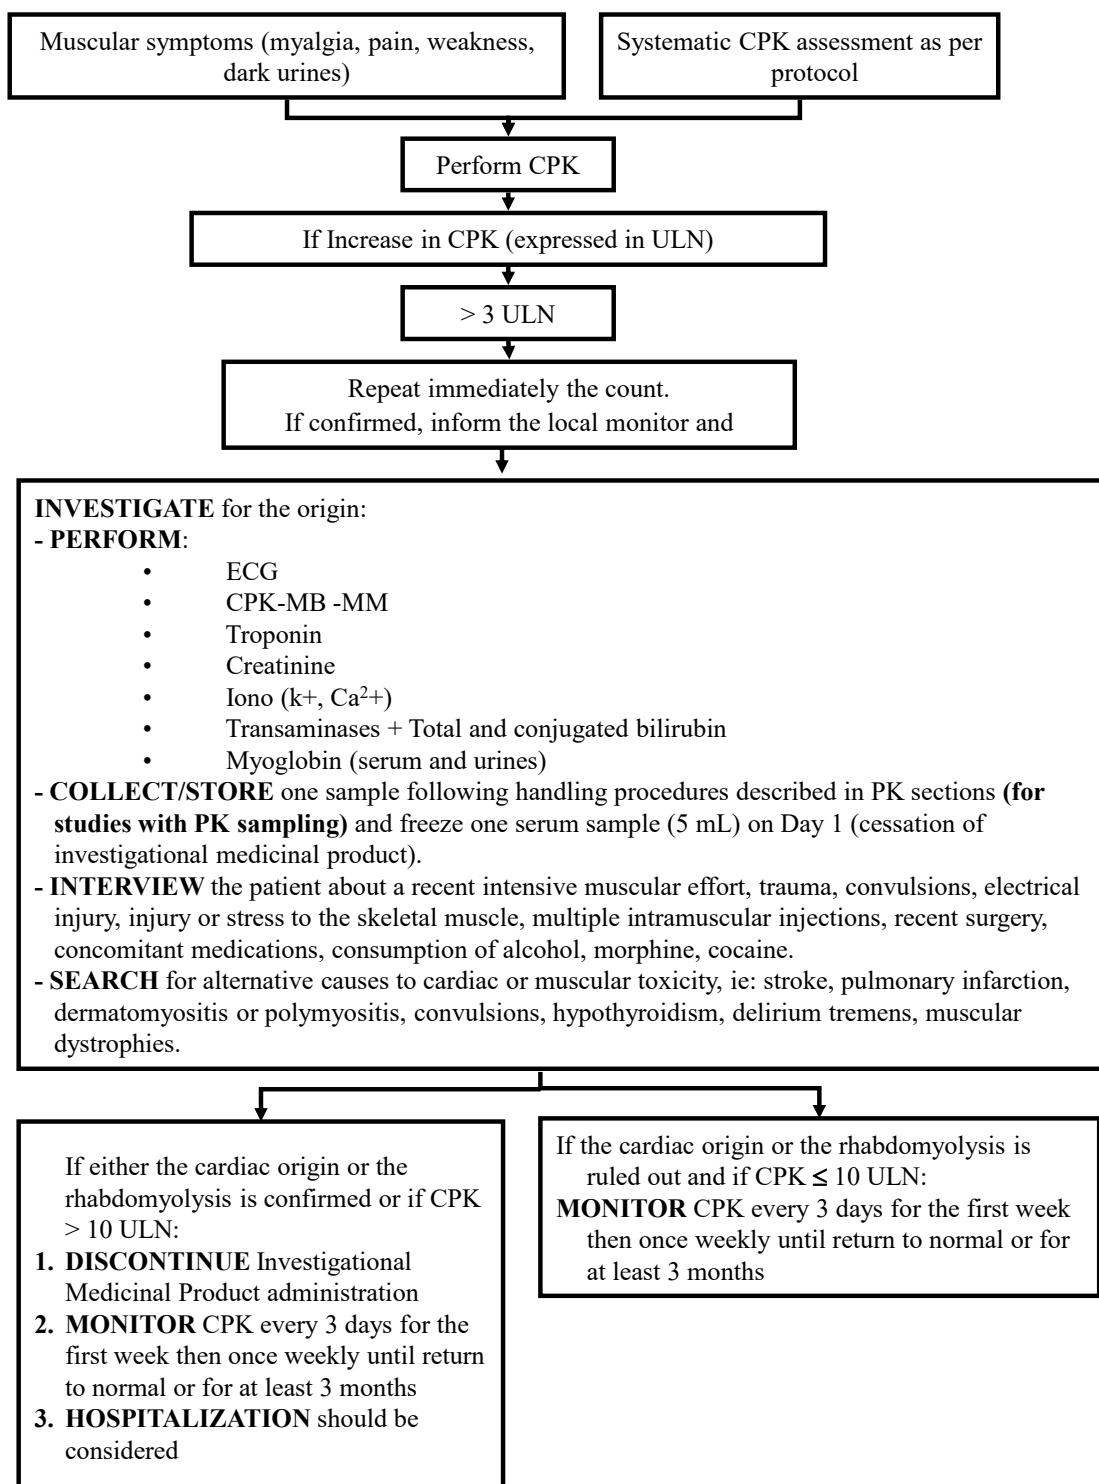 Muscular symptoms (myalgia, pain, weakness,
dark urines)
Systematic CPK assessment as per
protocol
Perform CPK
If Increase in CPK (expressed in ULN)
> 3 ULN
Repeat immediately the count.
If confirmed, inform the local monitor and
INVESTIGATE for the origin:
- PERFORM:
• ECG
• CPK-MB -MM
• Troponin
• Creatinine
• Iono (k+, Ca²⁺)
• Transaminases + Total and conjugated bilirubin
• Myoglobin (serum and urines)
- COLLECT/STORE one sample following handling procedures described in PK sections (for
studies with PK sampling) and freeze one serum sample (5 mL) on Day 1 (cessation of
investigational medicinal product).
- INTERVIEW the patient about a recent intensive muscular effort, trauma, convulsions, electrical
injury, injury or stress to the skeletal muscle, multiple intramuscular injections, recent surgery,
concomitant medications, consumption of alcohol, morphine, cocaine.
- SEARCH for alternative causes to cardiac or muscular toxicity, ie: stroke, pulmonary infarction,
dermatomyositis or polymyositis, convulsions, hypothyroidism, delirium tremens, muscular
dystrophies.
If either the cardiac origin or the
rhabdomyolysis is confirmed or if CPK
> 10 ULN:
1. DISCONTINUE Investigational
Medicinal Product administration
2. MONITOR CPK every 3 days for the
first week then once weekly until return
to normal or for at least 3 months
3. HOSPITALIZATION should be
considered
If the cardiac origin or the rhabdomyolysis is
ruled out and if CPK ≤ 10 ULN:
MONITOR CPK every 3 days for the first week
then once weekly until return to normal or for
at least 3 months